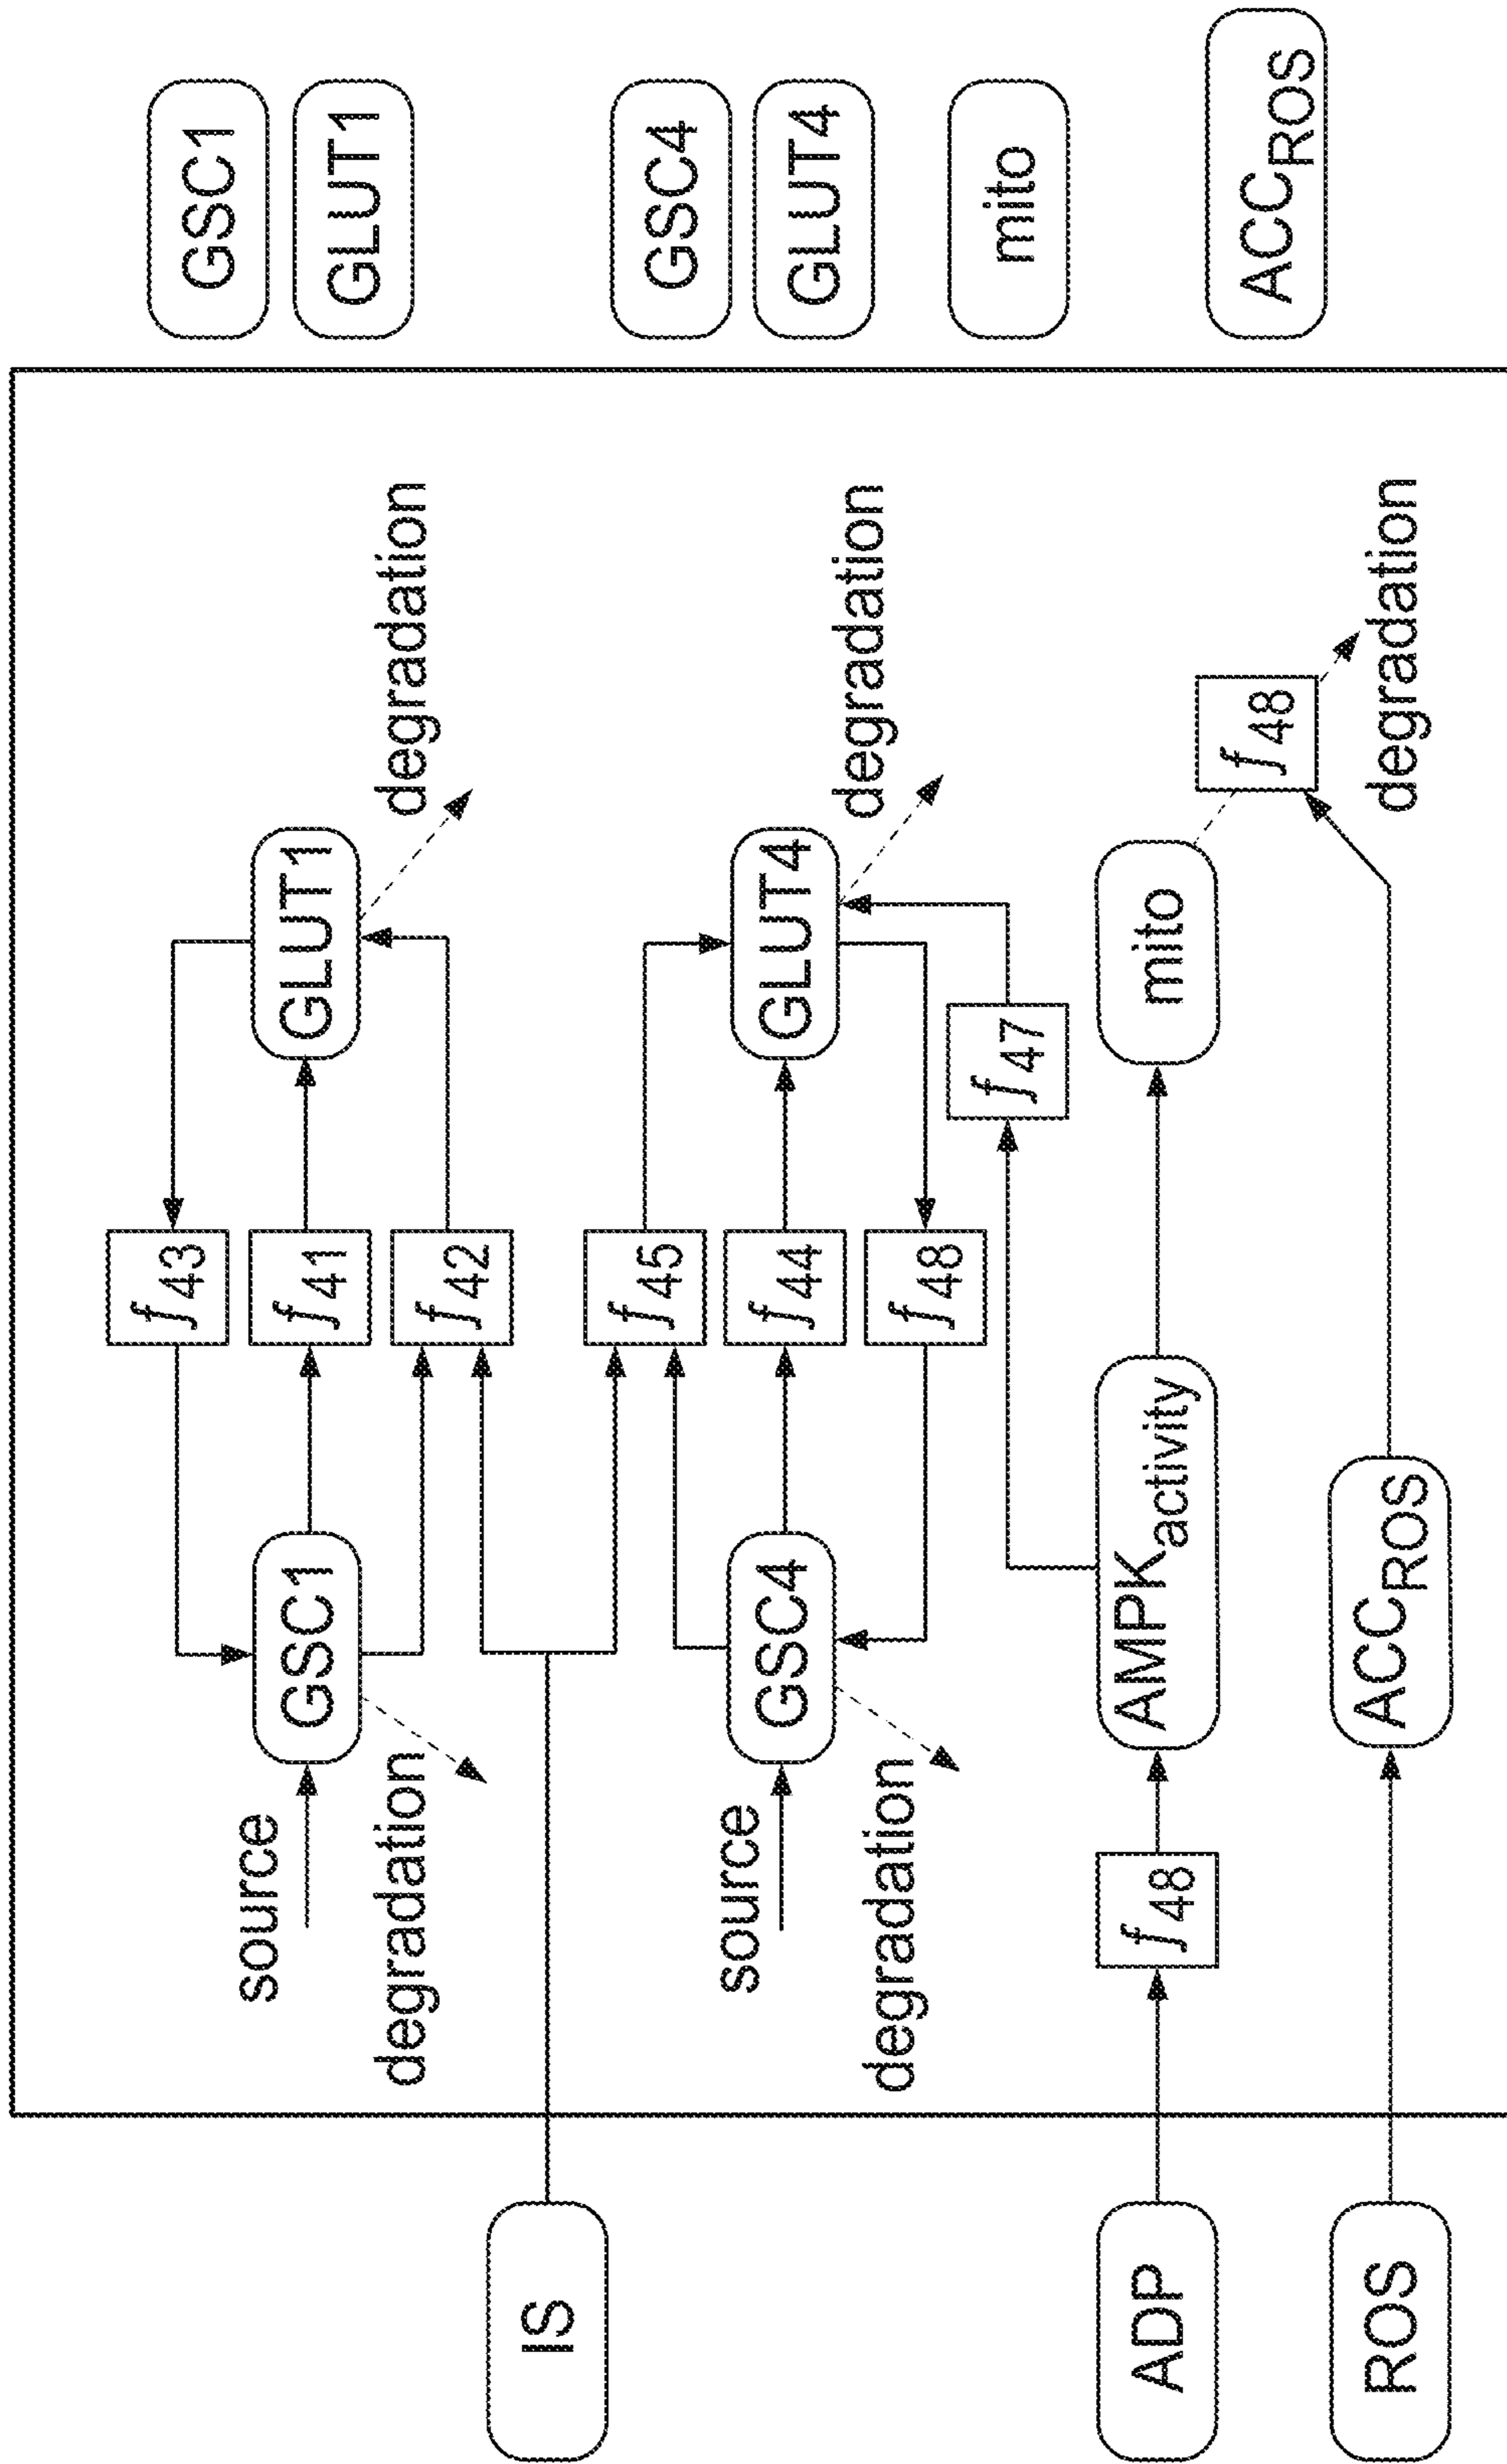 IS
ADP
ROS
source
degradation
GSC1
f43
f41
f42
GLUT1
degradation
source
degradation
GSC4
f45
f44
f48
GLUT4
degradation
f47
f48
AMPKactivity
mito
f48
degradation
ACCROS
GSC1
GLUT1
GSC4
GLUT4
mito
ACCROS